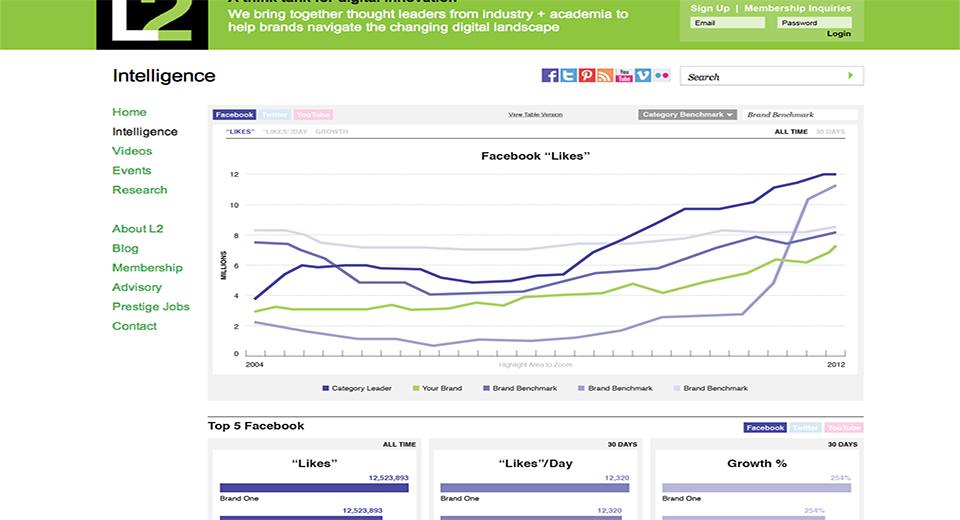 A think tank for digital innovation
We bring together thought leaders from industry + academia to
help brands navigate the changing digital landscape
L2
Sign Up | Membership Inquiries
Email Password
Login
Intelligence
You
Tube
Search
Home
Intelligence
Videos
Events
Research
About L2
Blog
Membership
Advisory
Prestige Jobs
Contact
Facebook Twitter YouTube
View Table Version
Category Benchmark Brand Benchmark
“LIKES” “LIKES”/DAY GROWTH
ALL TIME 30 DAYS
Facebook “Likes”
12
10
8
6
4
2
0
MILLIONS
2004 Highlight Area to Zoom 2012
Category Leader Your Brand Brand Benchmark Brand Benchmark Brand Benchmark
Top 5 Facebook
Facebook Twitter YouTube
ALL TIME
“Likes”
12,523,893
Brand One
12,523,893
30 DAYS
“Likes”/Day
12,320
Brand One
12,320
30 DAYS
Growth %
254%
Brand One
254%